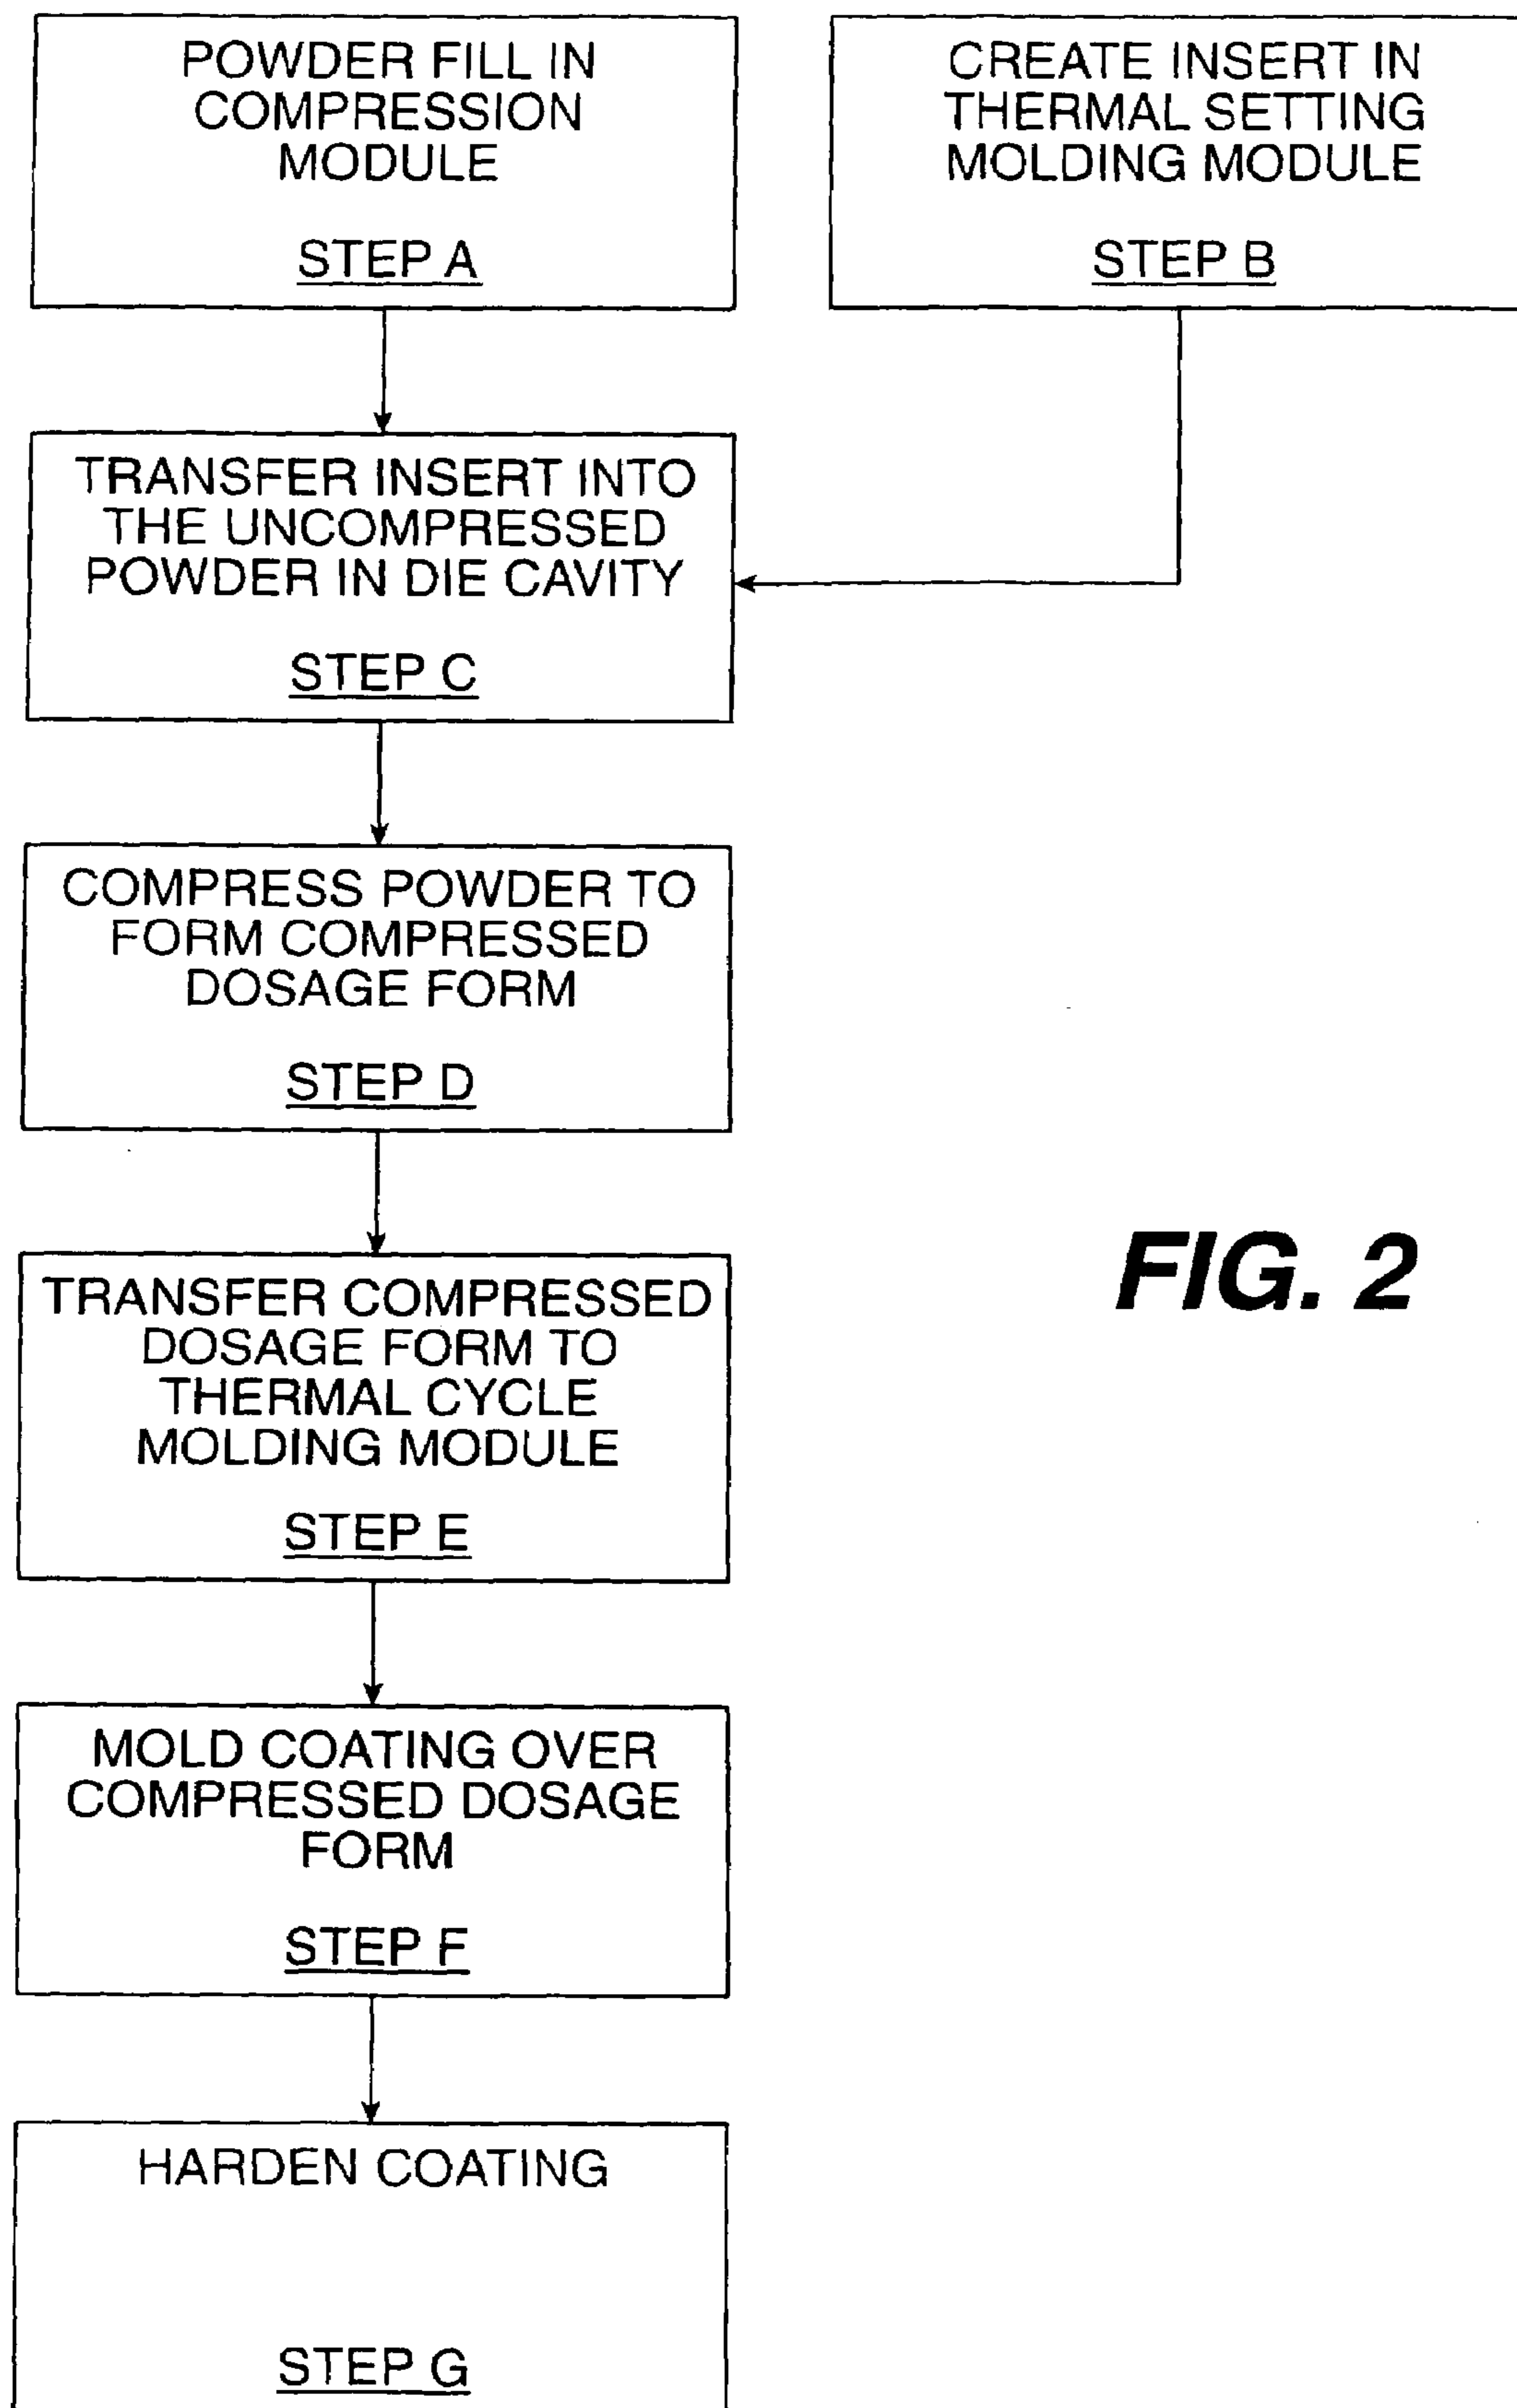 POWDER FILL IN
COMPRESSION
MODULE
STEP A
CREATE INSERT IN
THERMAL SETTING
MOLDING MODULE
STEP B
TRANSFER INSERT INTO
THE UNCOMPRESSED
POWDER IN DIE CAVITY
STEP C
COMPRESS POWDER TO
FORM COMPRESSED
DOSAGE FORM
STEP D
TRANSFER COMPRESSED
DOSAGE FORM TO
THERMAL CYCLE
MOLDING MODULE
STEP E
FIG. 2
MOLD COATING OVER
COMPRESSED DOSAGE
FORM
STEP F
HARDEN COATING
STEP G